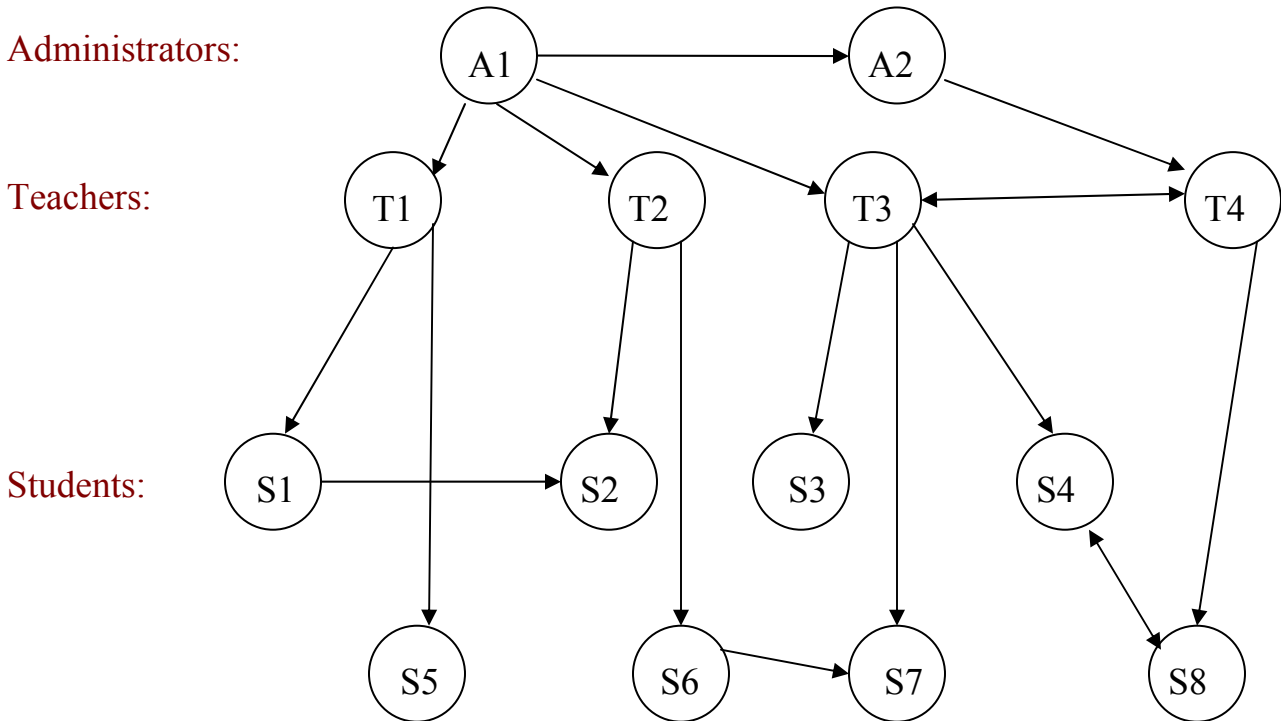 Administrators: A1 A2
Teachers: T1 T2 T3 T4
Students: S1 S2 S3 S4
S5 S6 S7 S8